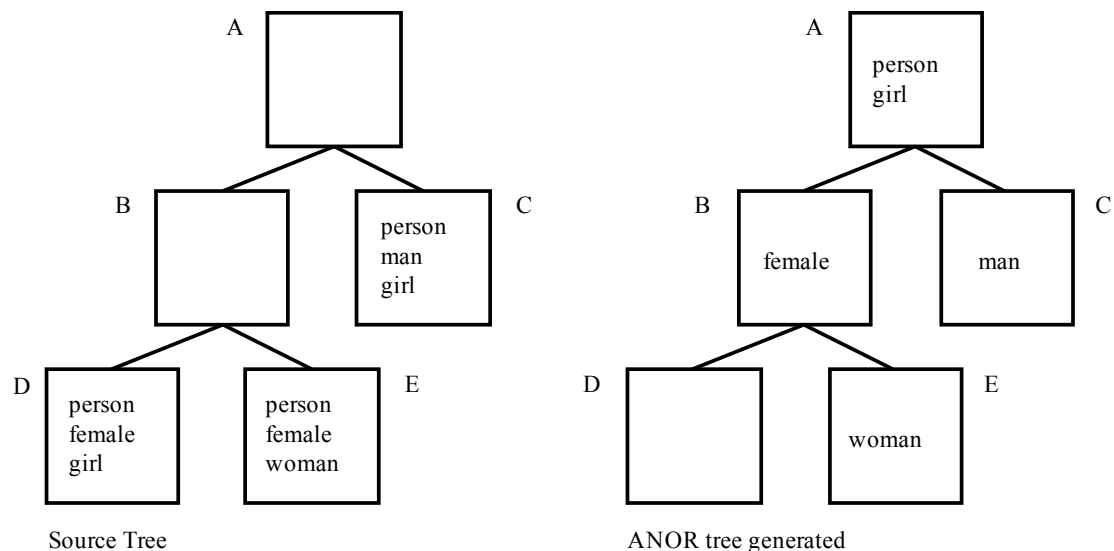 A
B
person
man
girl
C
D
person
female
girl
person
female
woman
E
Source Tree
A
person
girl
B
female
man
C
D
woman
E
ANOR tree generated